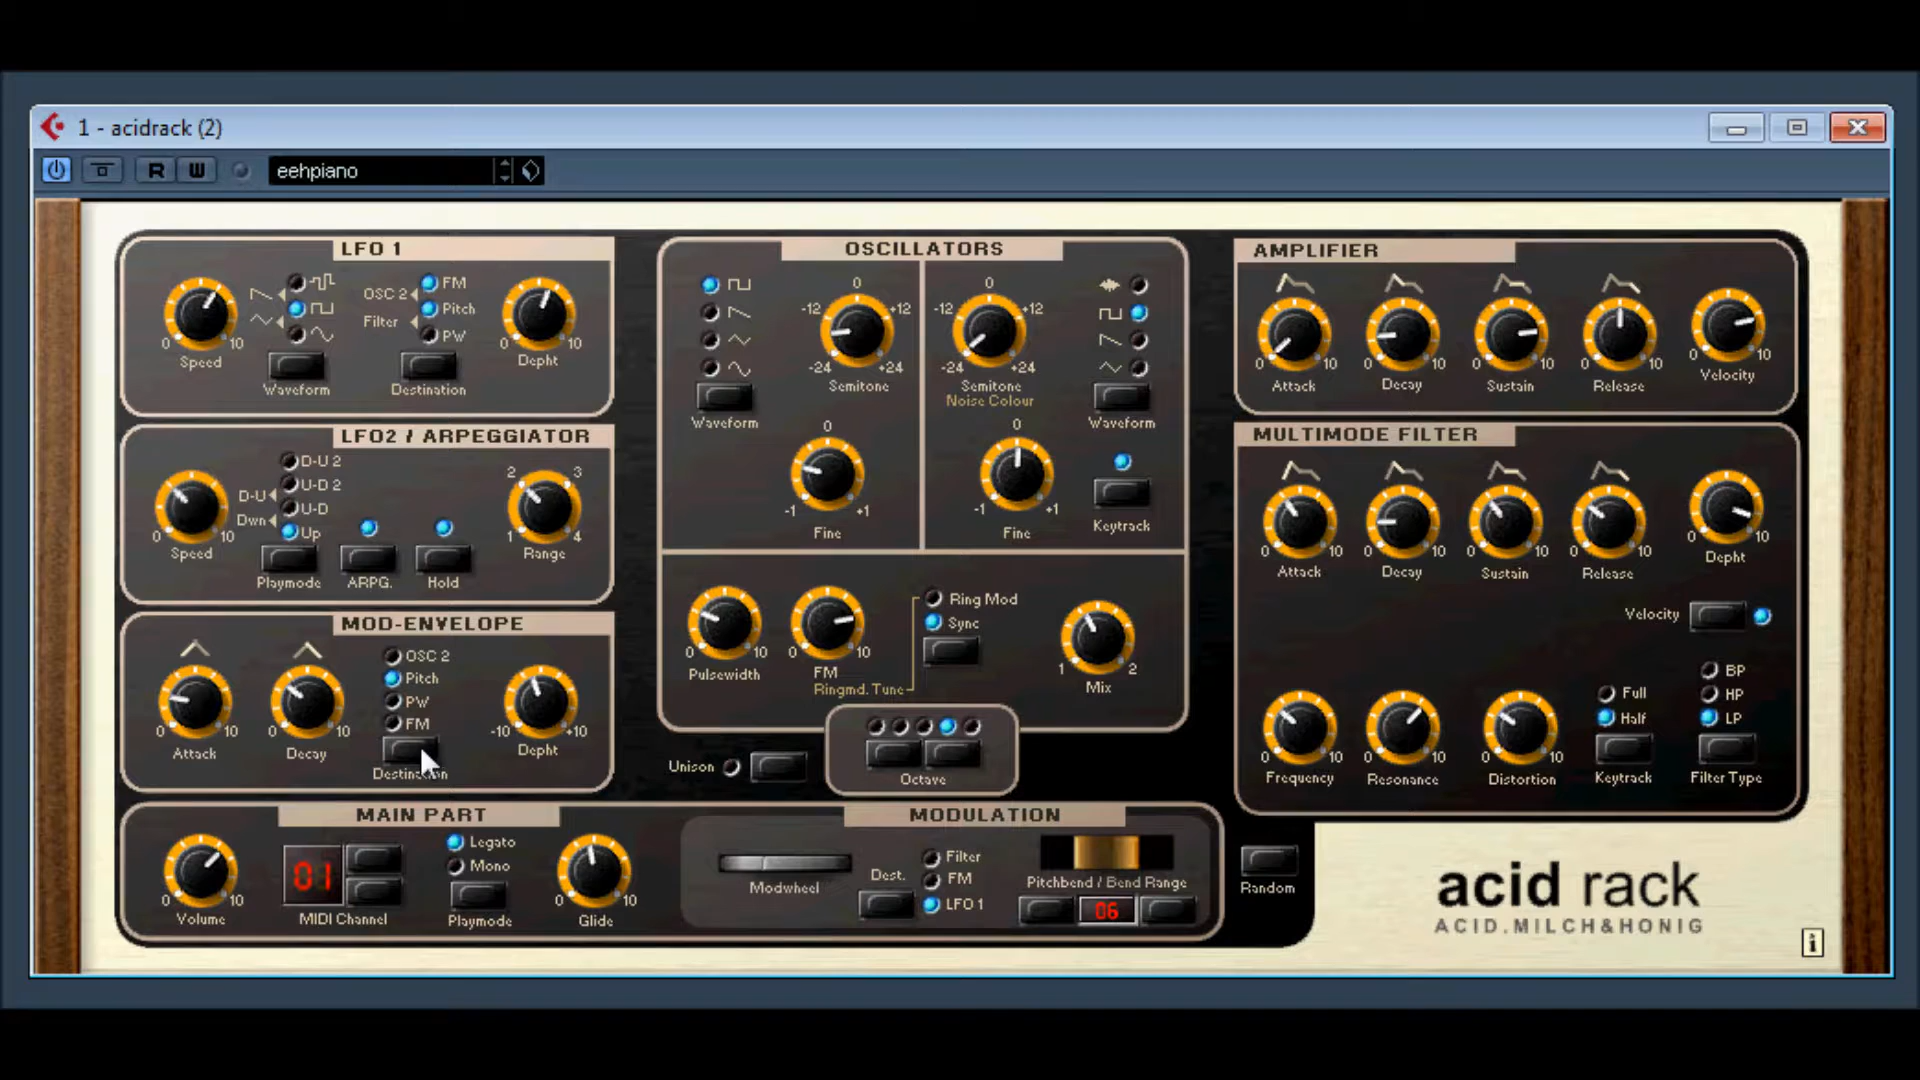 1 - acidrack (2)
R W
eehpiano
LFO 1
OSC 2 FM
Pitch
Filter
PW
0 10
Speed
Waveform
Destination
0 10
Depht
LFO2 / ARPEGGIATOR
D-U 2
U-D 2
D-U
U-D
Dwn
Up
0 10
Speed
Playmode
ARPG.
Hold
2 3
1 4
Range
MOD-ENVELOPE
OSC 2
Pitch
PW
FM
0 10
Attack
0 10
Decay
-10 +10
Depht
MAIN PART
0 10
Volume
01
MIDI Channel
Legato
Mono
Playmode
0 10
Glide
OSCILLATORS
Waveform
0
-12 +12
-24 +24
Semitone
0
-12 +12
-24 +24
Semitone
Noise Colour
Waveform
0
-1 +1
Fine
0
-1 +1
Fine
Keytrack
0 10
Pulsewidth
0 10
FM
Ringmd. Tune
Ring Mod
Sync
1 2
Mix
Unison
Octave
MODULATION
Modwheel
Dest.
Filter
FM
LFO 1
Pitchbend / Bend Range
06
Random
AMPLIFIER
0 10
Attack
0 10
Decay
0 10
Sustain
0 10
Release
0 10
Velocity
MULTIMODE FILTER
0 10
Attack
0 10
Decay
0 10
Sustain
0 10
Release
0 10
Depht
Velocity
0 10
Frequency
0 10
Resonance
0 10
Distortion
Full
Half
Keytrack
BP
HP
LP
Filter Type
acid rack
ACID.MILCH&HONIG
i